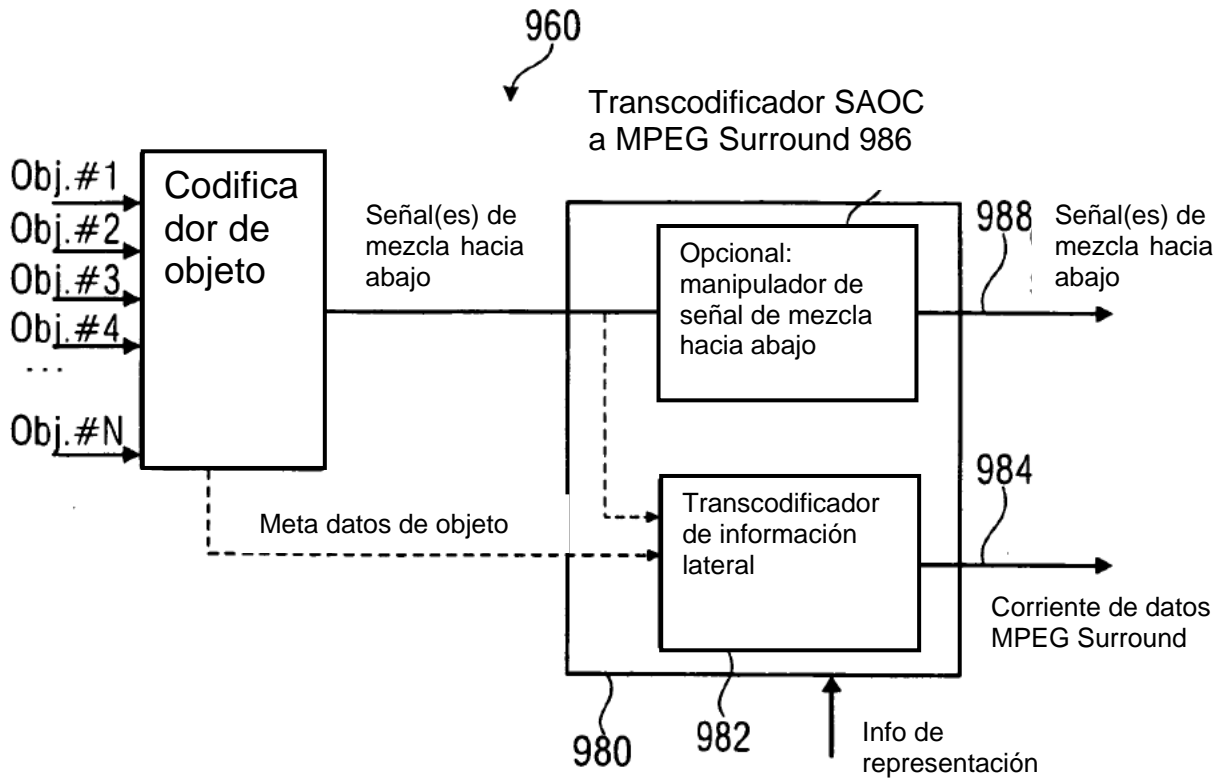 960
Transcodificador SAOC
a MPEG Surround 986
Obj.#1
Obj.#2
Obj.#3
Obj.#4
...
Obj.#N
Codifica
dor de
objeto
Señal(es) de
mezcla hacia
abajo
Opcional:
manipulador de
señal de mezcla
hacia abajo
988
Señal(es) de
mezcla hacia
abajo
Meta datos de objeto
Transcodificador
de información
lateral
984
Corriente de datos
MPEG Surround
980
982
Info de
representación